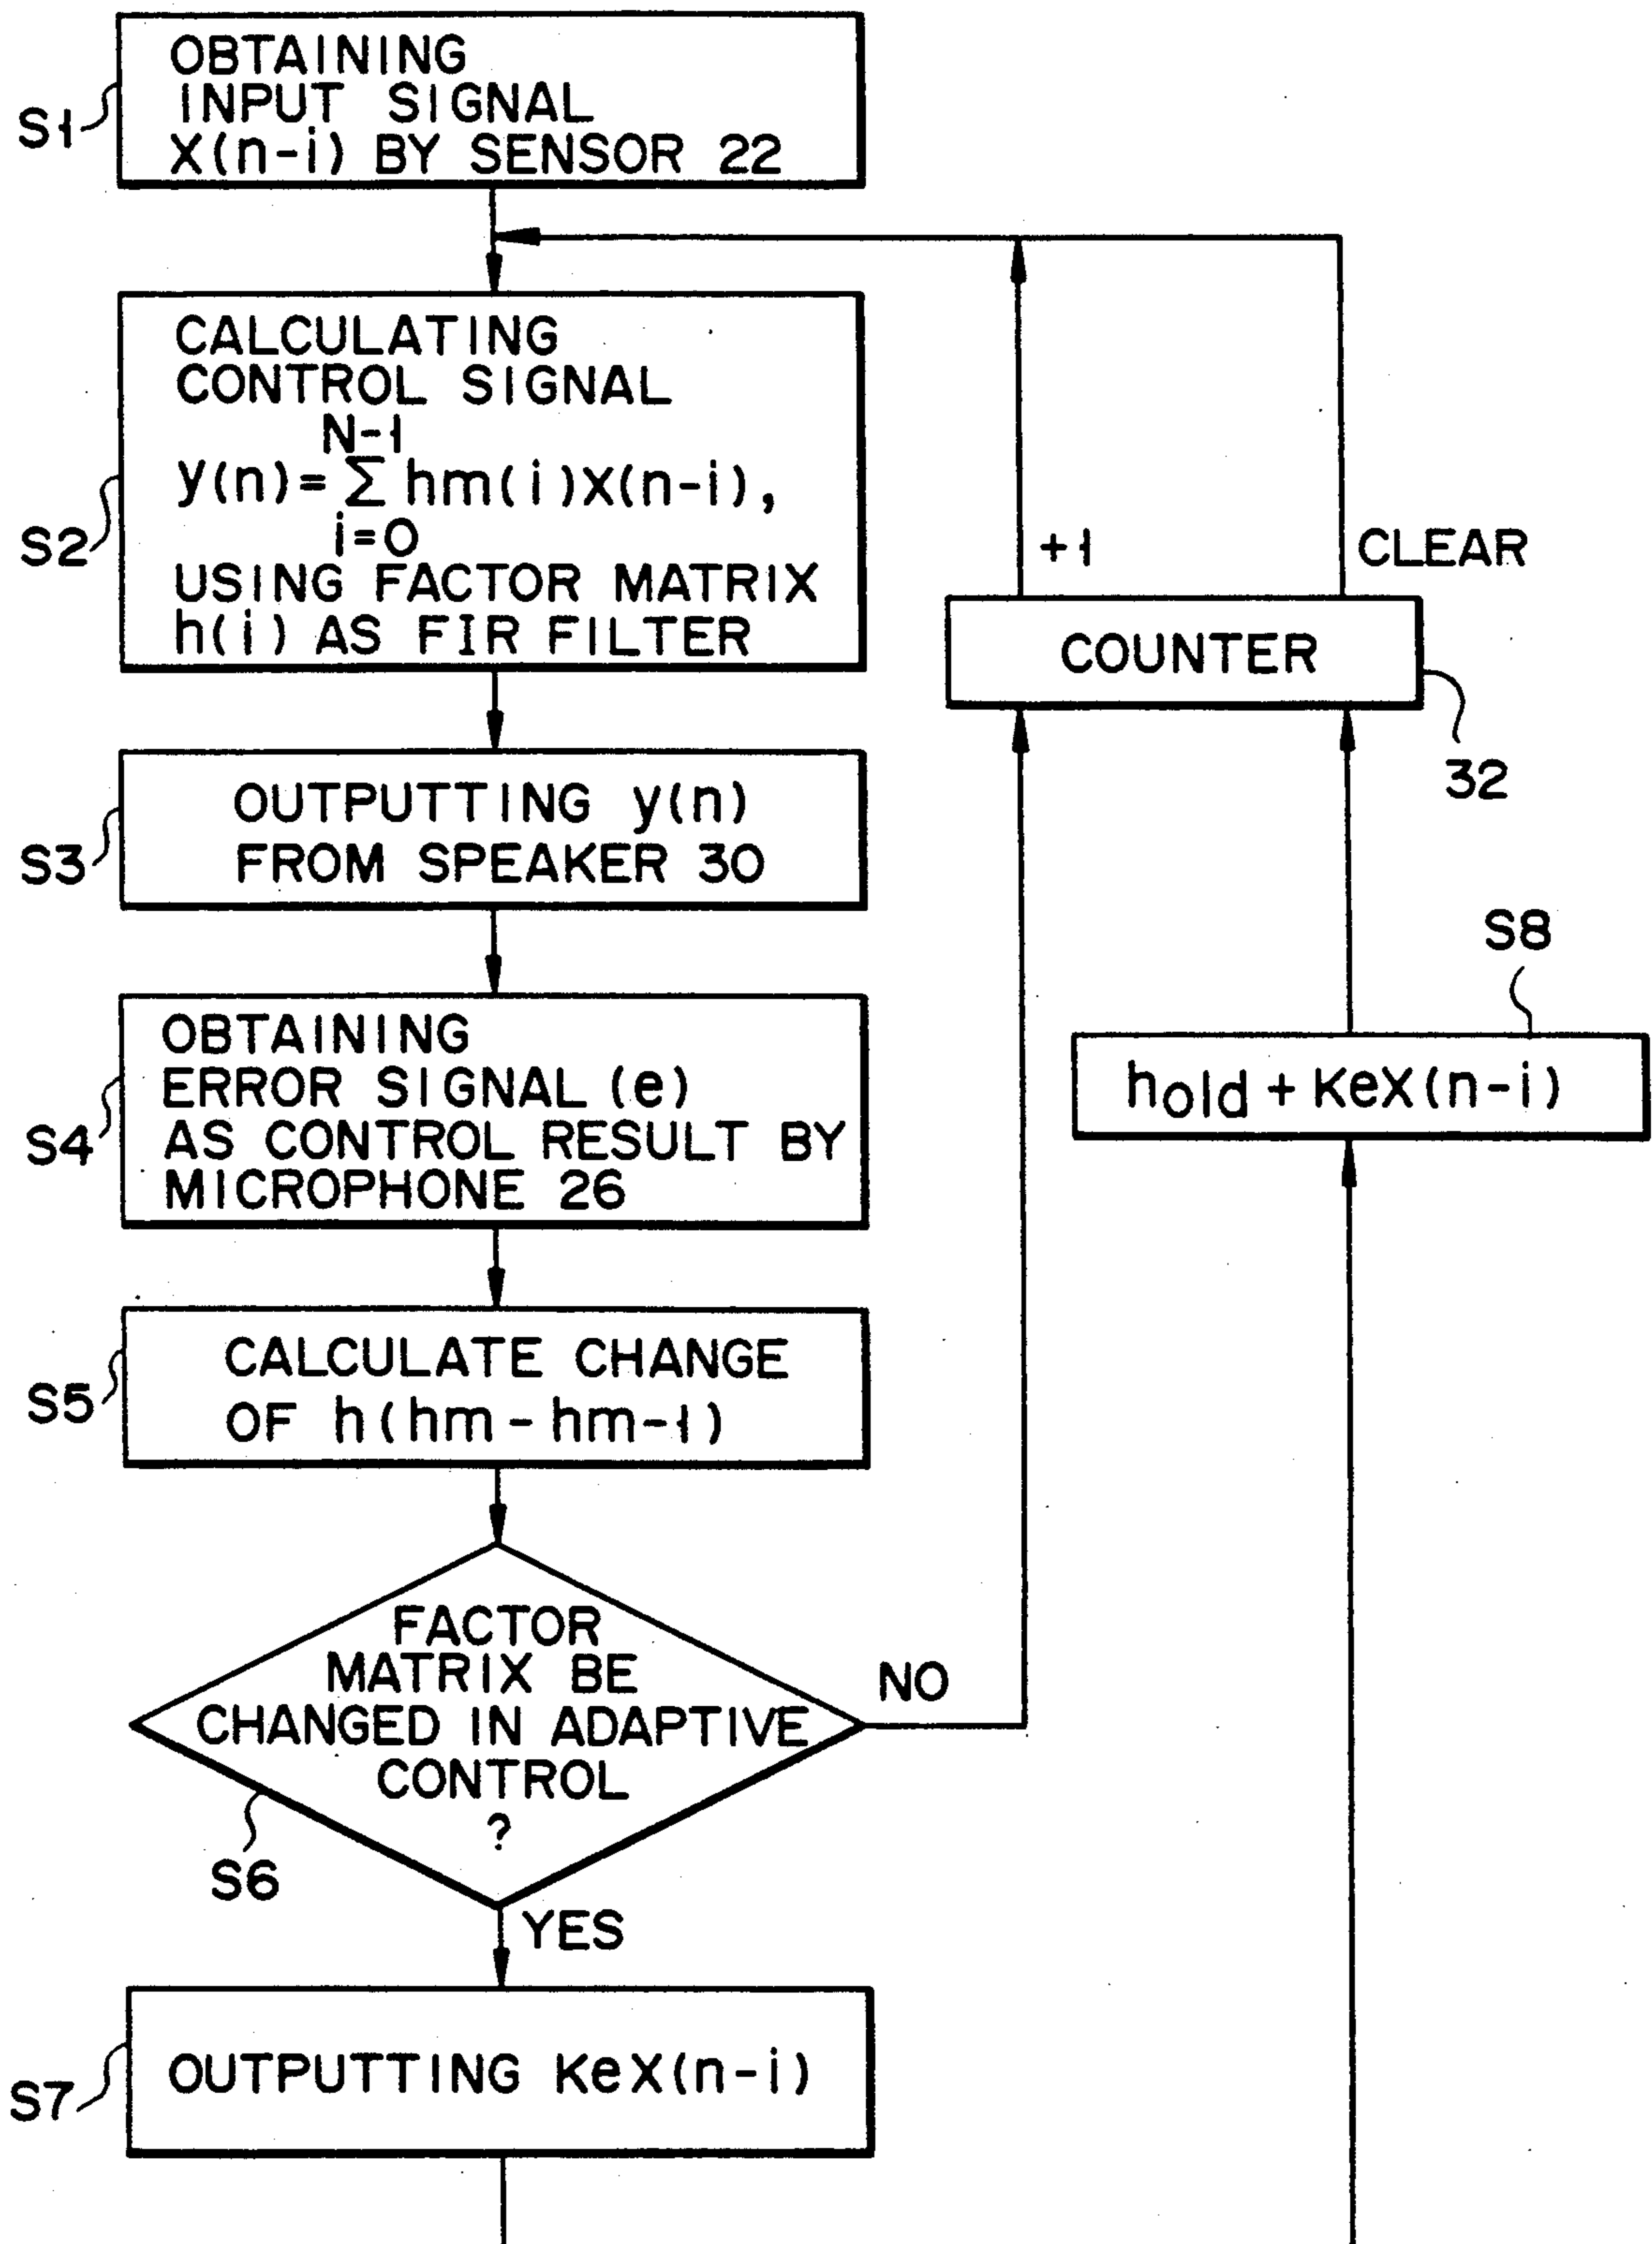 S1
OBTAINING
INPUT SIGNAL
X(n-i) BY SENSOR 22
S2
CALCULATING
CONTROL SIGNAL
N-1
y(n)=Σ hm(i)X(n-i),
i=0
USING FACTOR MATRIX
h(i) AS FIR FILTER
+1
CLEAR
COUNTER
32
S3
OUTPUTTING y(n)
FROM SPEAKER 30
S4
OBTAINING
ERROR SIGNAL (e)
AS CONTROL RESULT BY
MICROPHONE 26
S8
hold + KeX(n-i)
S5
CALCULATE CHANGE
OF h(hm-hm-1)
FACTOR
MATRIX BE
CHANGED IN ADAPTIVE
CONTROL
?
NO
S6
YES
S7
OUTPUTTING KeX(n-i)